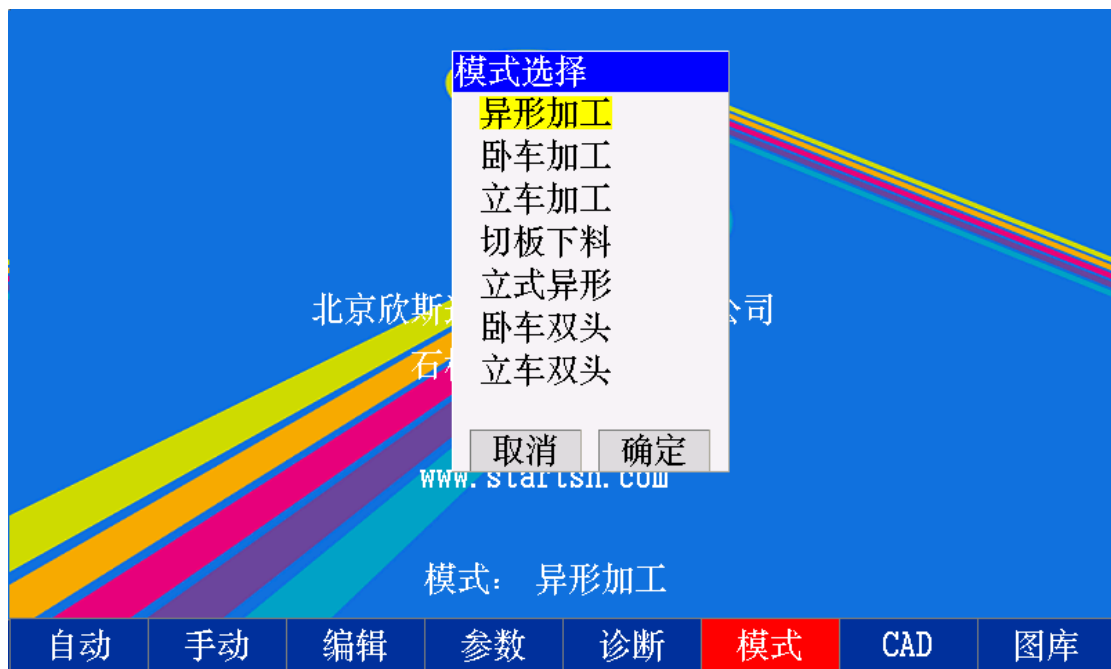 模式选择
异形加工
卧车加工
立车加工
切板下料
立式异形
卧车双头
立车双头
取消 确定
北京欣斯 公司
石
www.startsh.com
模式: 异形加工
自动 手动 编辑 参数 诊断 模式 CAD 图库